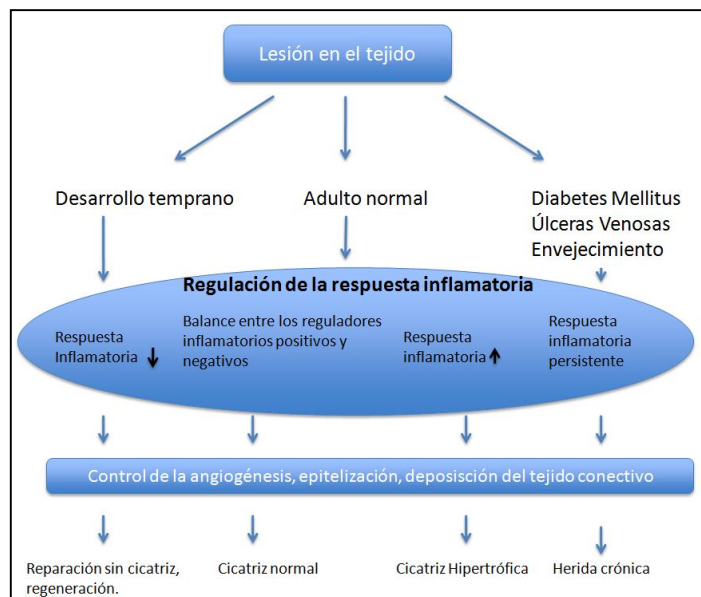 Lesión en el tejido
Desarrollo temprano
Adulto normal
Diabetes Mellitus
Úlceras Venosas
Envejecimiento
Regulación de la respuesta inflamatoria
Respuesta
Inflamatoria
Balance entre los reguladores
inflamatorios positivos y
negativos
Respuesta
inflamatoria
Respuesta
inflamatoria
persistente
Control de la angiogénesis, epitelización, deposisción del tejido conectivo
Reparación sin cicatriz,
regeneración.
Cicatriz normal
Cicatriz Hipertrófica
Herida crónica